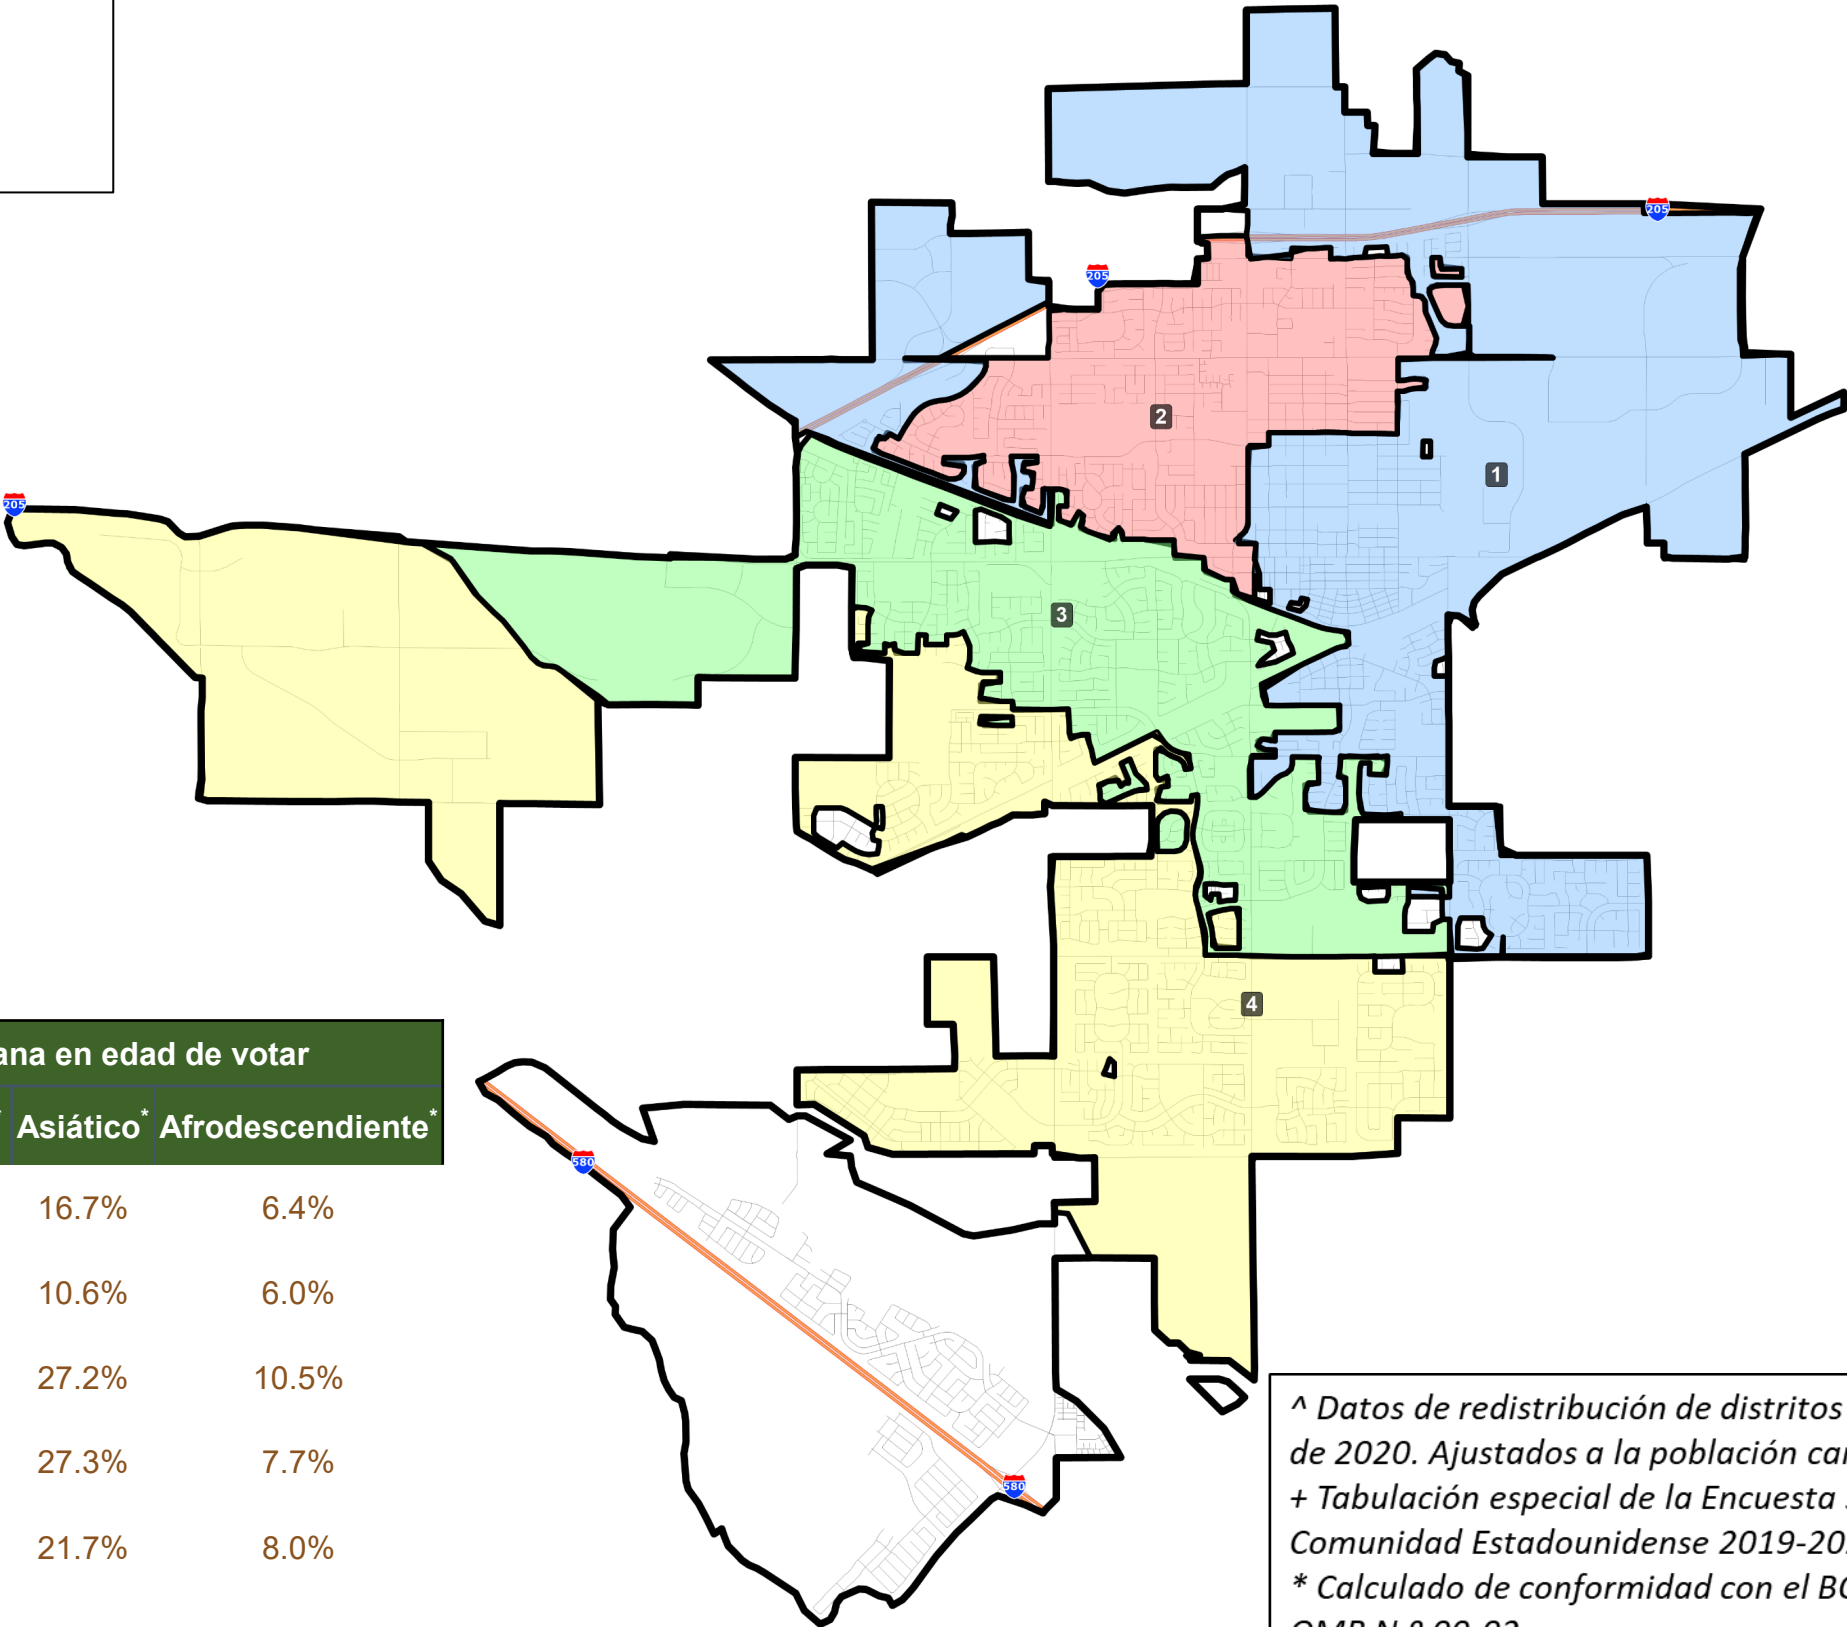 205
205
2
1
205
3
4
ana en edad de votar
Asiático* Afrodescendiente*
16.7% 6.4%
10.6% 6.0%
27.2% 10.5%
27.3% 7.7%
21.7% 8.0%
580
580
^ Datos de redistribución de distritos
de 2020. Ajustados a la población
+ Tabulación especial de la Encuesta
Comunidad Estadounidense 2019-20
* Calculado de conformidad con el